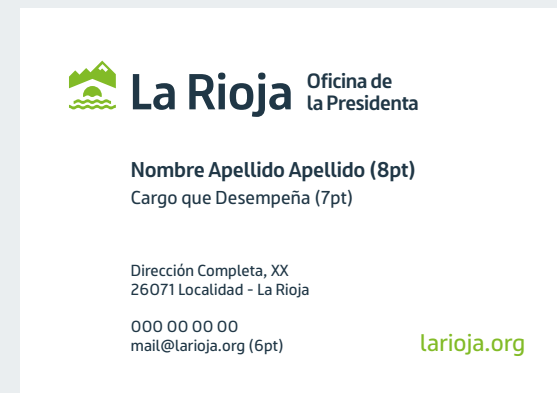 La Rioja
Oficina de
la Presidenta
Nombre Apellido Apellido (8pt)
Cargo que Desempeña (7pt)
Dirección Completa, XX
26071 Localidad - La Rioja
000 00 00 00
mail@larioja.org (6pt)
larioja.org